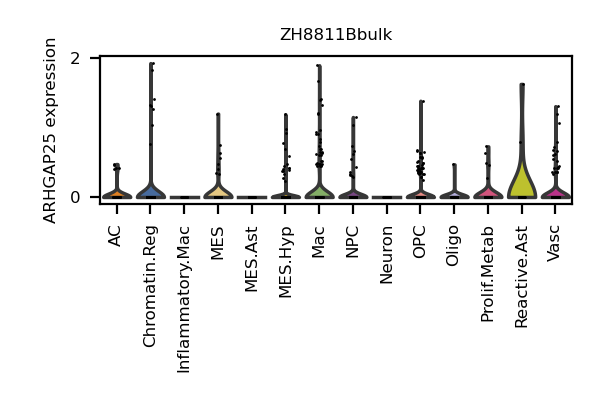 ZH8811Bbulk
ARHGAP25 expression
2
0
AC
Chromatin.Reg
Inflammatory.Mac
MES
MES.Ast
MES.Hyp
Mac
NPC
Neuron
OPC
Oligo
Prolif.Metab
Reactive.Ast
Vasc